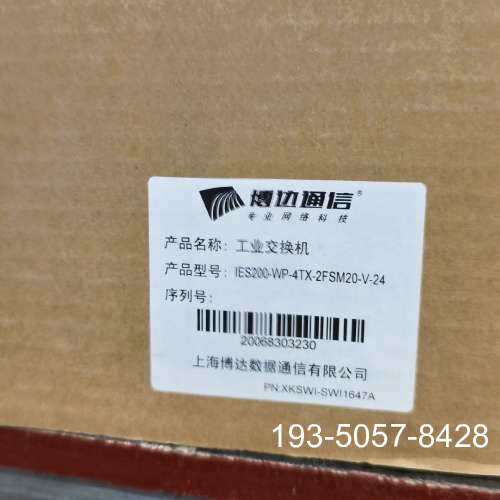 博达通信®
专业网络科技
产品名称: 工业交换机
产品型号: IES200-WP-4TX-2FSM20-V-24
序列号:
20068303230
上海博达数据通信有限公司
PN:XKSWI-SWI1647A
193-5057-8428